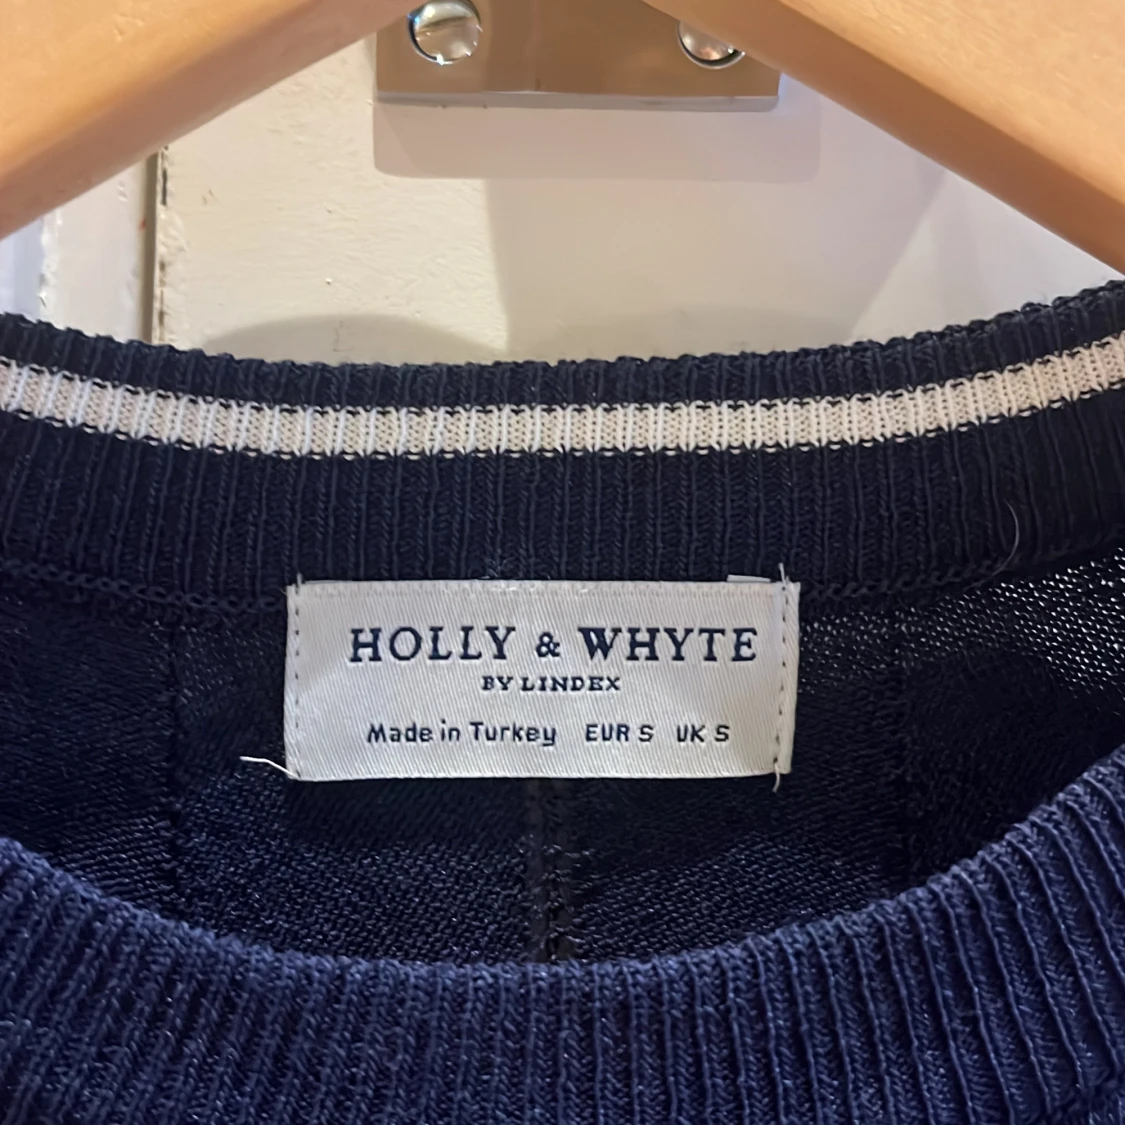 HOLLY & WHYTE
BY LINDEX
Made in Turkey EUR S UK S